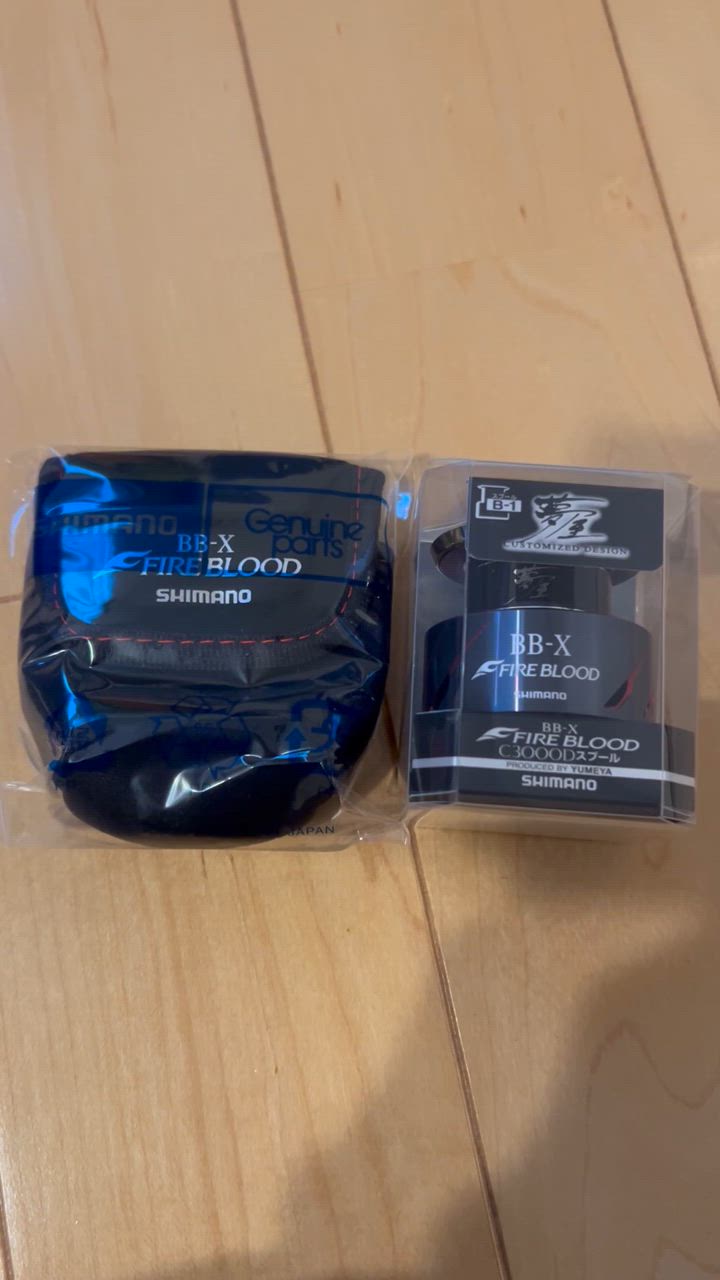 SHIMANO
Genuine
parts
BB-X
FIRE BLOOD
SHIMANO
JAPAN
スプール
B-1
夢屋
CUSTOMIZED DESIGN
夢屋
BB-X
FIRE BLOOD
SHIMANO
BB-X
FIRE BLOOD
C3000Dスプール
PRODUCED BY YUMEYA
SHIMANO